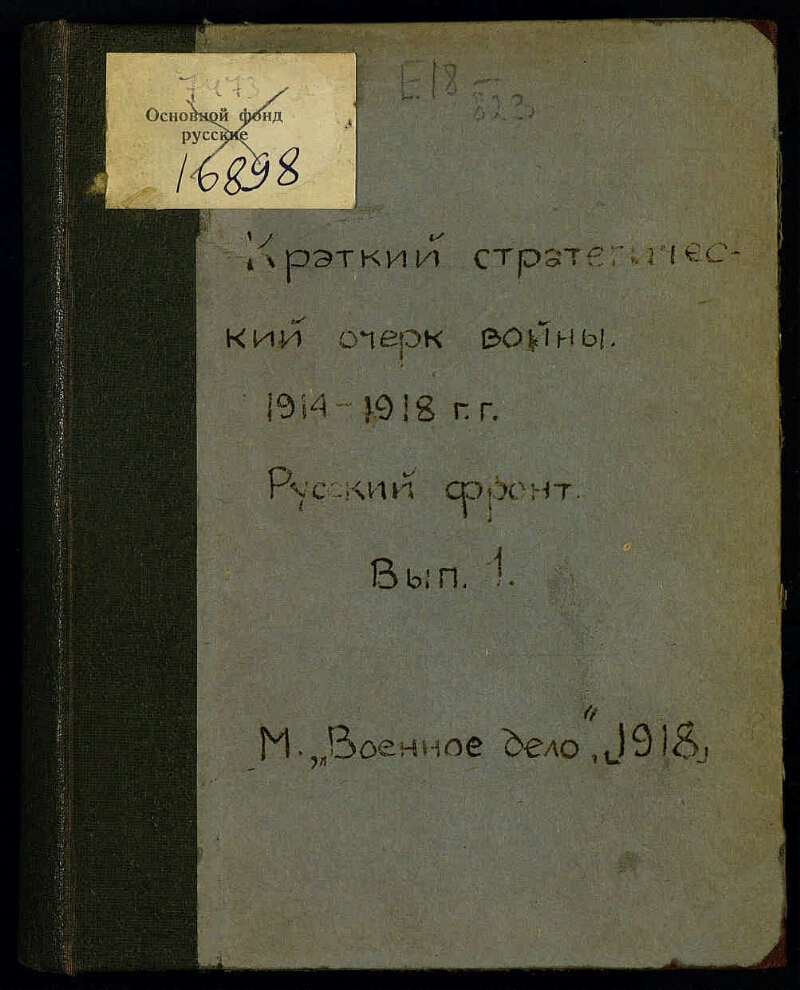 7473
Основной фонд
русские
16898
E18 —
823
Краткий стратегичес-
кий очерк войны.
1914-1918 г.г.
Русский фронт.
Вып. 1.
М. „Военное дело", 1918,